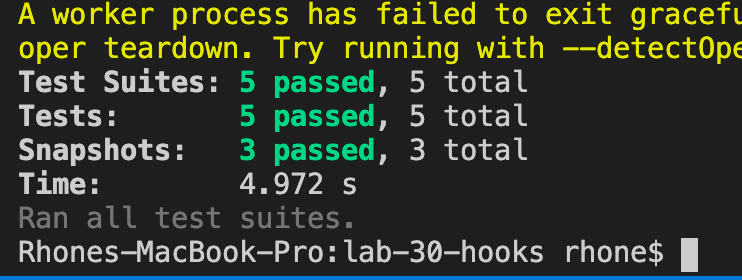 A worker process has failed to exit
oper teardown. Try running with
Test Suites: 5 passed, 5 total
Tests: 5 passed, 5 total
Snapshots: 3 passed, 3 total
Time: 4.972 s
Ran all test suites.
Rhones-MacBook-Pro:lab-30-hooks rhone$